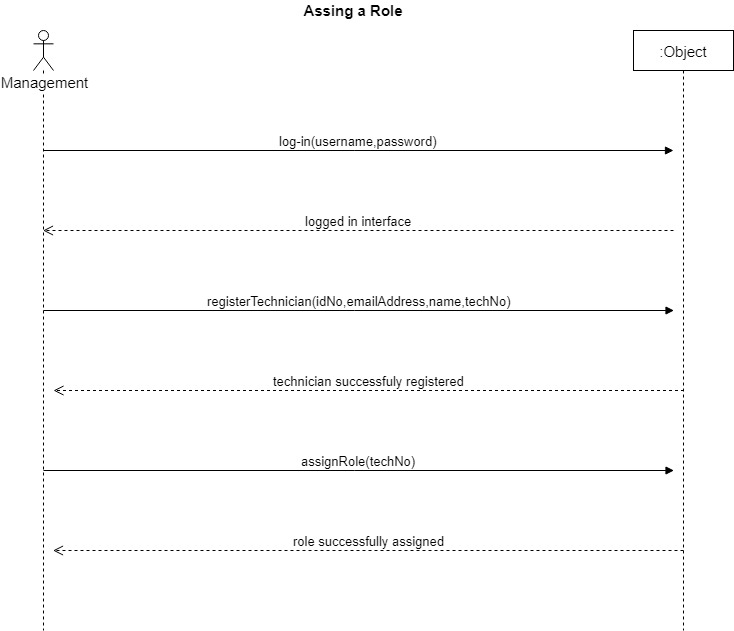 Assing a Role
Management
:Object
log-in(username,password)
logged in interface
registerTechnician(idNo,emailAddress,name,techNo)
technician successfuly registered
assignRole(techNo)
role successfully assigned